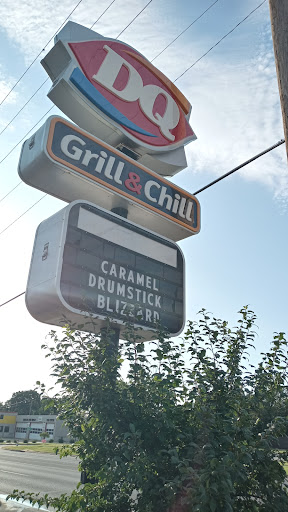 DQ
Grill & Chill
CARAMEL
DRUMSTICK
BLIZZARD